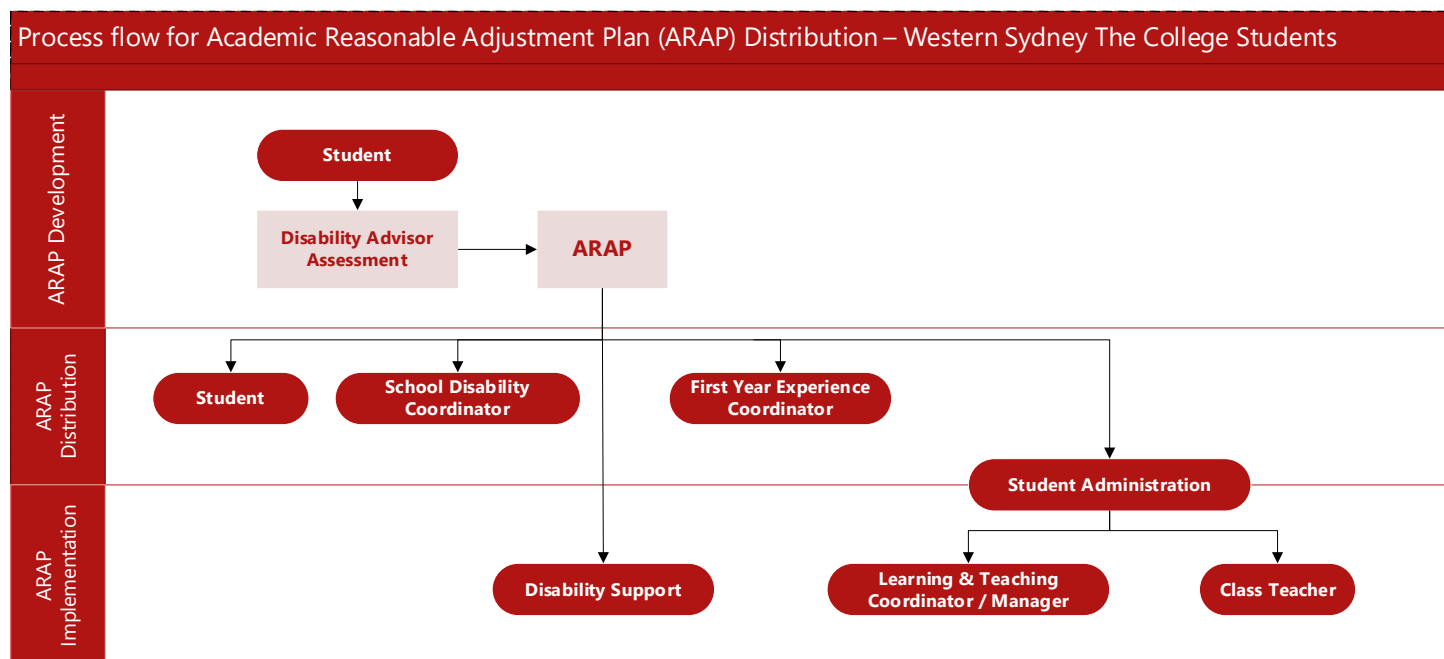 Process flow for Academic Reasonable Adjustment Plan (ARAP) Distribution – Western Sydney The College Students
ARAP Development
Student
Disability Advisor
Assessment
ARAP
ARAP
Distribution
Student
School Disability
Coordinator
First Year Experience
Coordinator
Student Administration
ARAP
Implementation
Disability Support
Learning & Teaching
Coordinator / Manager
Class Teacher